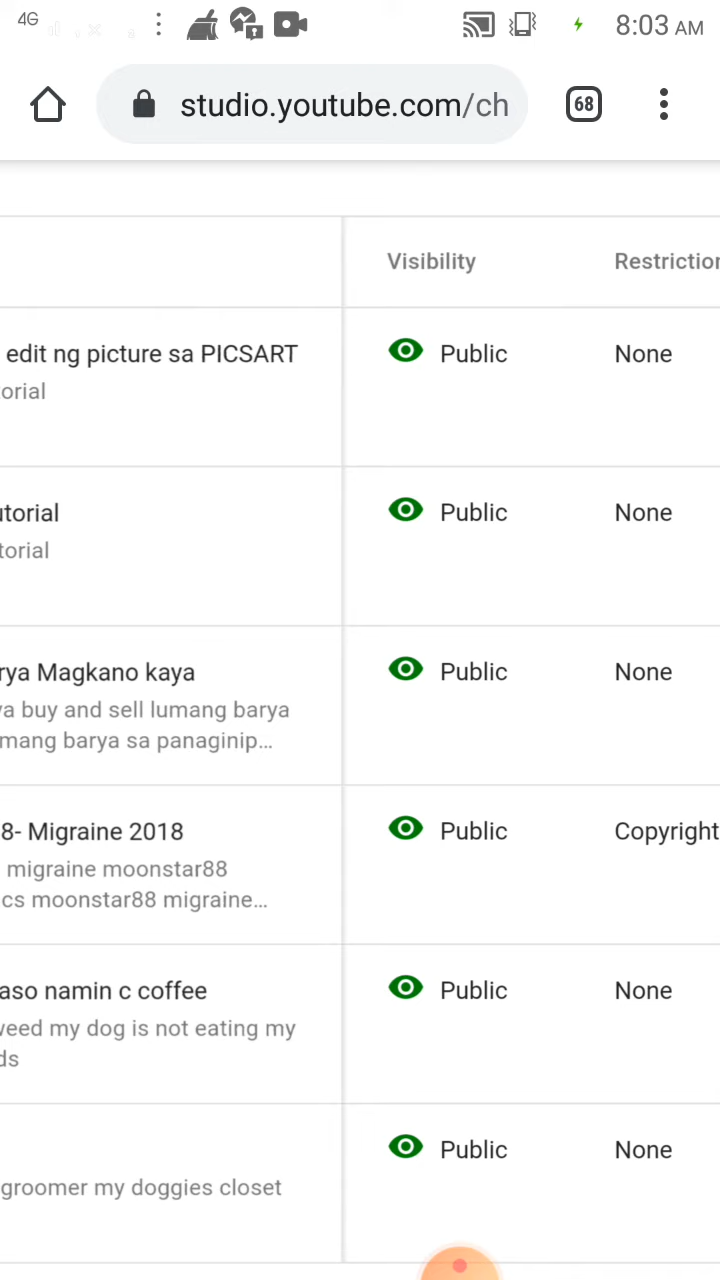 4G
8:03 AM
studio.youtube.com/ch
68
Visibility
Restriction
edit ng picture sa PICSART
Public
None
orial
utorial
Public
None
torial
rya Magkano kaya
Public
None
ya buy and sell lumang barya
mang barya sa panaginip...
8- Migraine 2018
Public
Copyright
migraine moonstar88
cs moonstar88 migraine...
aso namin c coffee
Public
None
weed my dog is not eating my
ds
Public
None
groomer my doggies closet